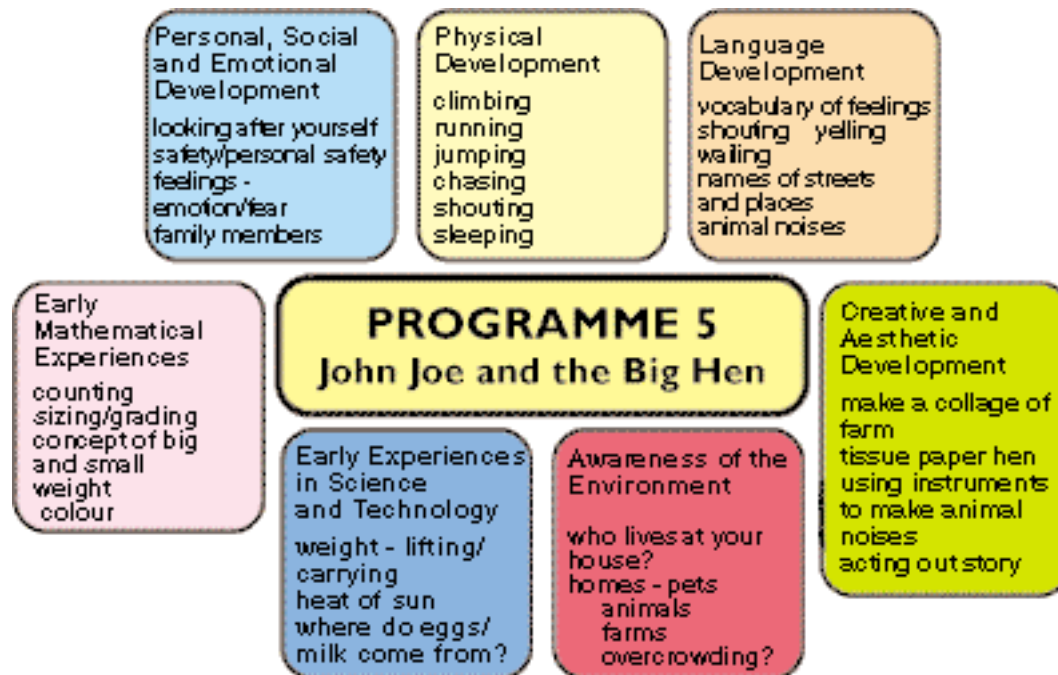 Personal, Social
and Emotional
Development
looking after yourself
safety/personal safety
feelings -
emotion/fear
family members
Physical
Development
climbing
running
jumping
chasing
shouting
sleeping
Language
Development
vocabulary of feelings
shouting yelling
wailing
names of streets
and places
animal noises
Early
Mathematical
Experiences
counting
sizing/grading
concept of big
and small
weight
colour
PROGRAMME 5
John Joe and the Big Hen
Creative and
Aesthetic
Development
make a collage of
farm
tissue paper hen
using instruments
to make animal
noises
acting out story
Early Experiences
in Science
and Technology
weight - lifting/
carrying
heat of sun
where do eggs/
milk come from?
Awareness of the
Environment
who lives at your
house?
homes - pets
animals
farms
overcrowding?